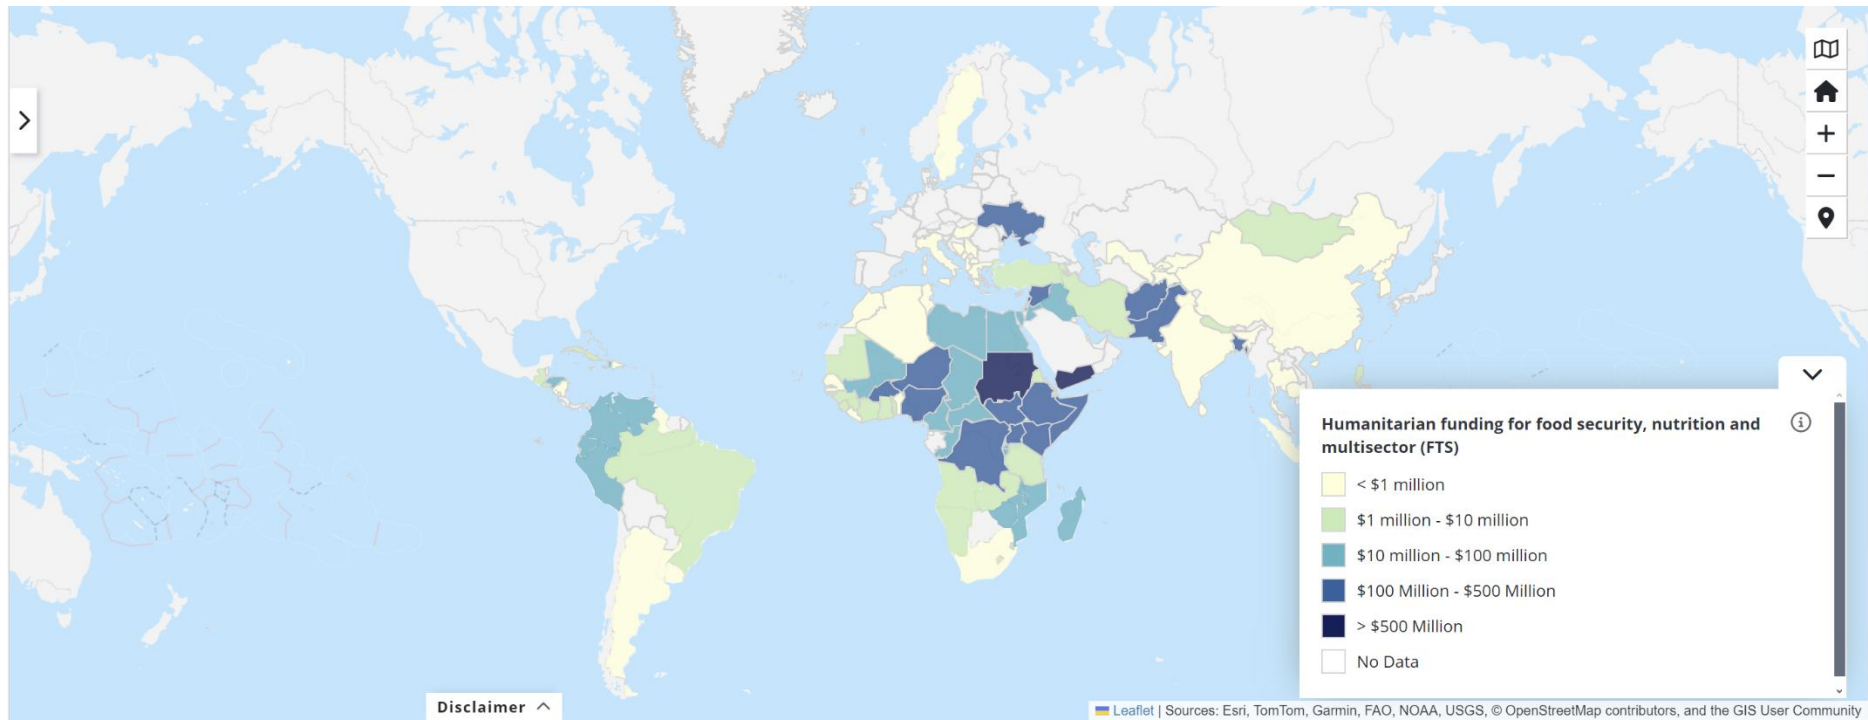 Humanitarian funding for food security, nutrition and
multisector (FTS)
< $1 million
$1 million - $10 million
$10 million - $100 million
$100 Million - $500 Million
> $500 Million
No Data
Disclaimer
Leaflet | Sources: Esri, TomTom, Garmin, FAO, NOAA, USGS, © OpenStreetMap contributors, and the GIS User Community